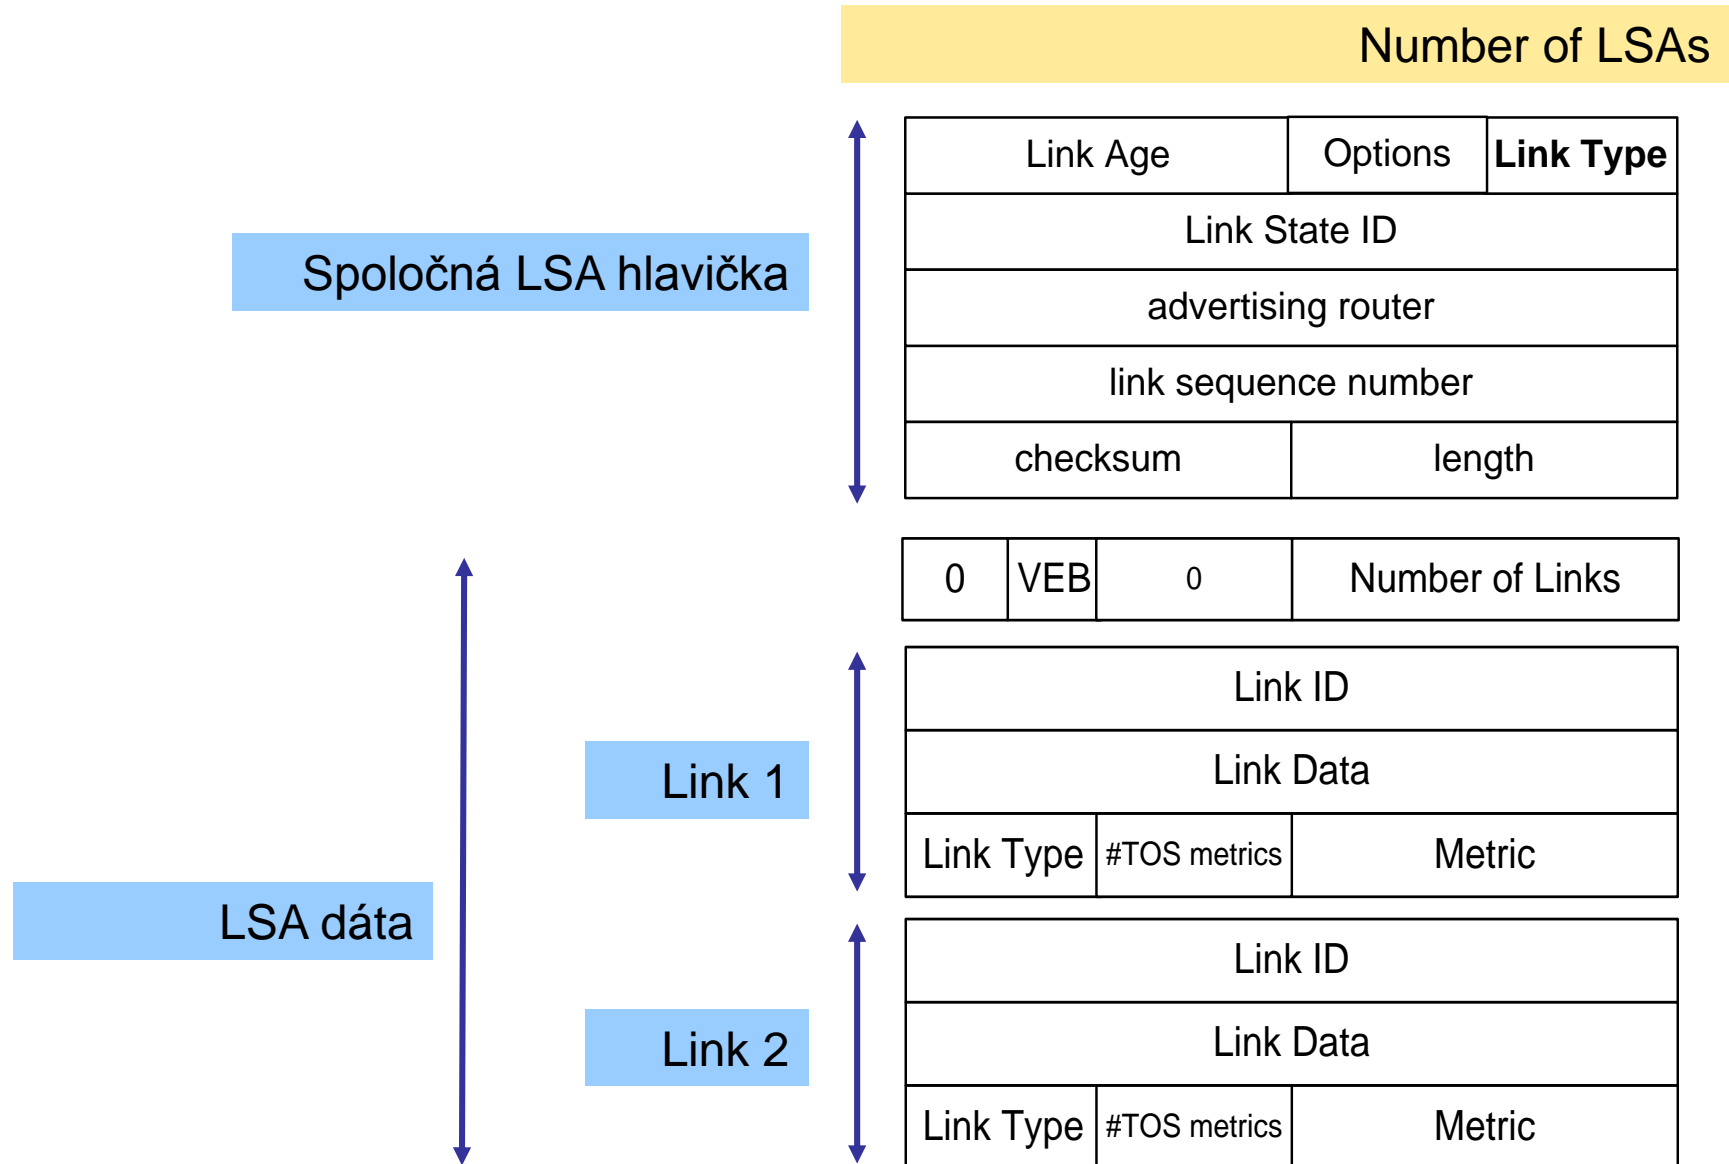 Number of LSAs
Link Age Options Link Type
Link State ID
Spoločná LSA hlavička
advertising router
link sequence number
checksum length
0 VEB 0 Number of Links
Link ID
Link 1
Link Data
Link Type #TOS metrics Metric
LSA dáta
Link ID
Link 2
Link Data
Link Type #TOS metrics Metric